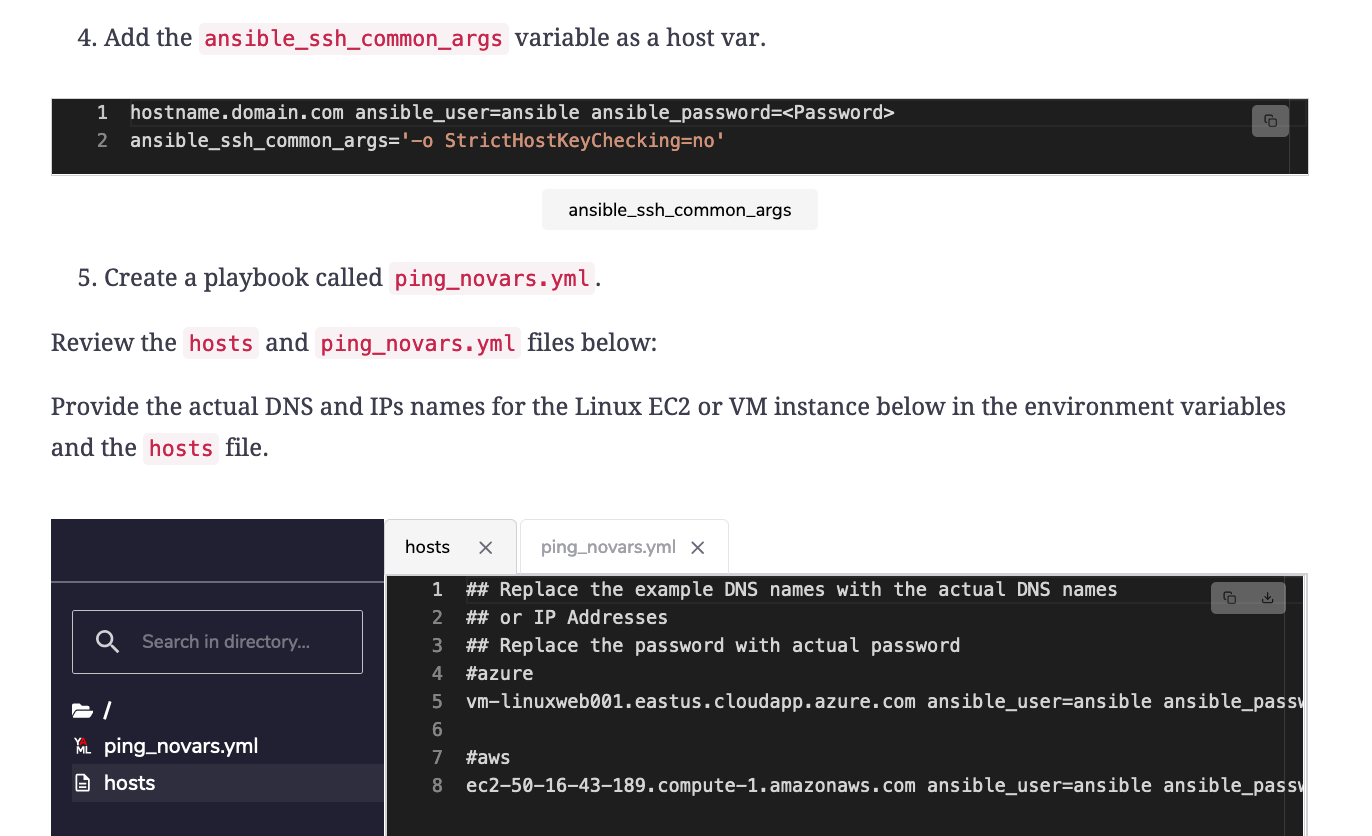 4. Add the ansible_ssh_common_args variable as a host var.
1 hostname.domain.com ansible_user=ansible ansible_password=<Password>
2 ansible_ssh_common_args='-o StrictHostKeyChecking=no'
ansible_ssh_common_args
5. Create a playbook called ping_novars.yml.
Review the hosts and ping_novars.yml files below:
Provide the actual DNS and IPs names for the Linux EC2 or VM instance below in the environment variables
and the hosts file.
hosts
ping_novars.yml
Search in directory...
/
YAML ping_novars.yml
hosts
1 ## Replace the example DNS names with the actual DNS names
2 ## or IP Addresses
3 ## Replace the password with actual password
4 #azure
5 vm-linuxweb001.eastus.cloudapp.azure.com ansible_user=ansible ansible_passw
6
7 #aws
8 ec2-50-16-43-189.compute-1.amazonaws.com ansible_user=ansible ansible_passw